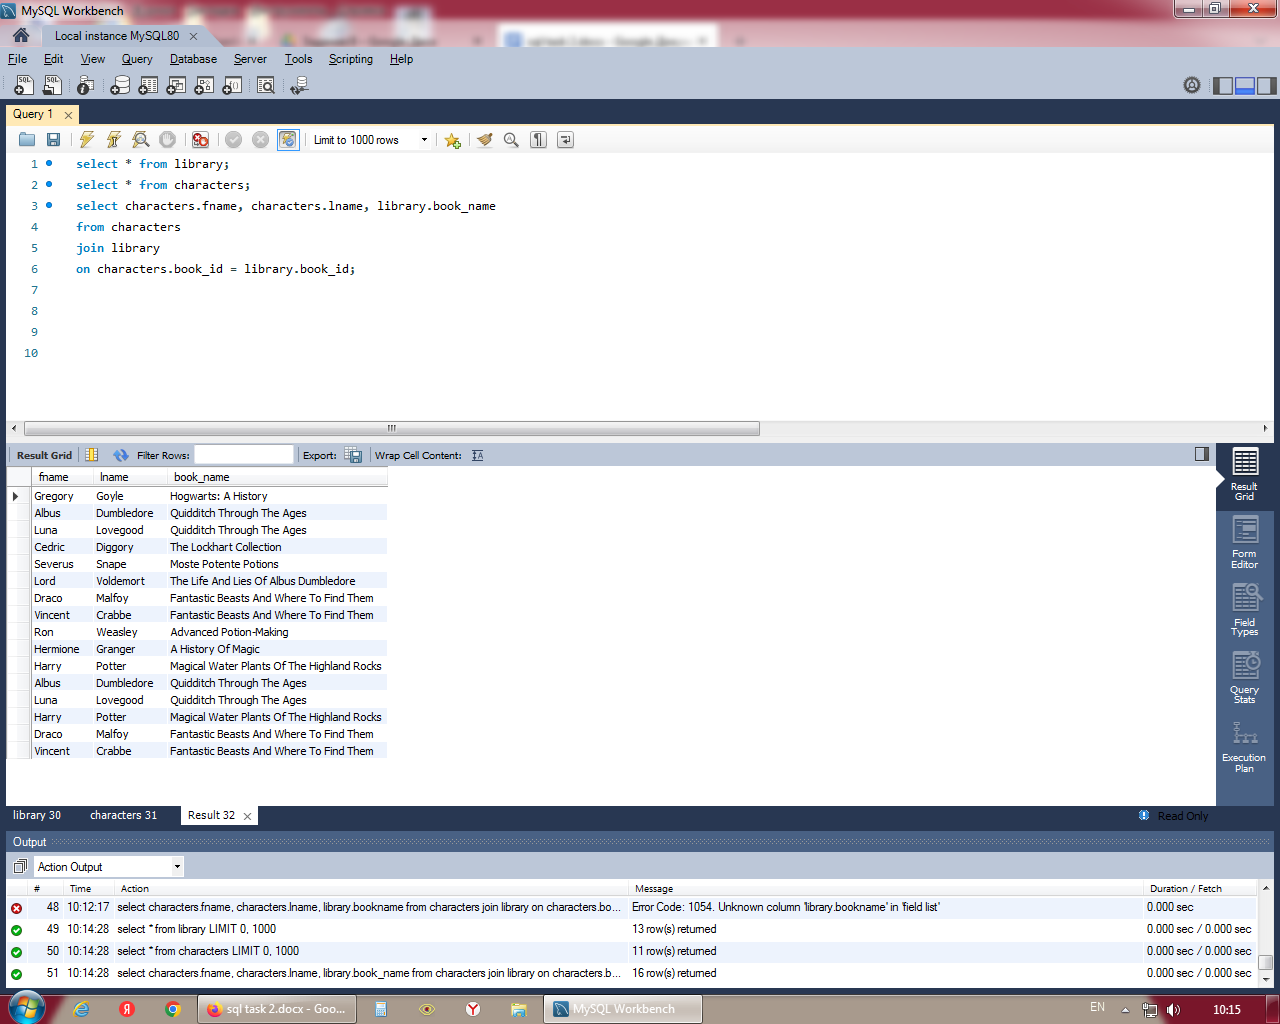 MySQL Workbench
Local instance MySQL80
File Edit View Query Database Server Tools Scripting Help
Query 1
Limit to 1000 rows
1 select * from library;
2 select * from characters;
3 select characters.fname, characters.lname, library.book_name
4 from characters
5 join library
6 on characters.book_id = library.book_id;
7
8
9
10
Result Grid Filter Rows: Export: Wrap Cell Content:
fname lname book_name
Gregory Goyle Hogwarts: A History
Albus Dumbledore Quidditch Through The Ages
Luna Lovegood Quidditch Through The Ages
Cedric Diggory The Lockhart Collection
Severus Snape Moste Potente Potions
Lord Voldemort The Life And Lies Of Albus Dumbledore
Draco Malfoy Fantastic Beasts And Where To Find Them
Vincent Crabbe Fantastic Beasts And Where To Find Them
Ron Weasley Advanced Potion-Making
Hermione Granger A History Of Magic
Harry Potter Magical Water Plants Of The Highland Rocks
Albus Dumbledore Quidditch Through The Ages
Luna Lovegood Quidditch Through The Ages
Harry Potter Magical Water Plants Of The Highland Rocks
Draco Malfoy Fantastic Beasts And Where To Find Them
Vincent Crabbe Fantastic Beasts And Where To Find Them
Result
Grid
Form
Editor
Field
Types
Query
Stats
Execution
Plan
library 30 characters 31 Result 32 Read Only
Output
Action Output
# Time Action Message Duration / Fetch
48 10:12:17 select characters.fname, characters.lname, library.bookname from characters join library on characters.bo... Error Code: 1054. Unknown column 'library.bookname' in 'field list' 0.000 sec
49 10:14:28 select * from library LIMIT 0, 1000 13 row(s) returned 0.000 sec / 0.000 sec
50 10:14:28 select * from characters LIMIT 0, 1000 11 row(s) returned 0.000 sec / 0.000 sec
51 10:14:28 select characters.fname, characters.lname, library.book_name from characters join library on characters.b... 16 row(s) returned 0.000 sec / 0.000 sec
sql task 2.docx - Goo... MySQL Workbench EN 10:15